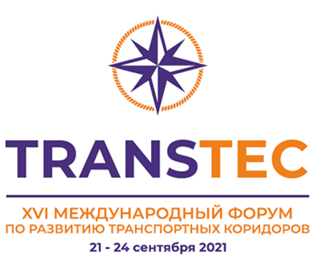 TRANSTEC
XVI МЕЖДУНАРОДНЫЙ ФОРУМ
ПО РАЗВИТИЮ ТРАНСПОРТНЫХ КОРИДОРОВ
21 - 24 сентября 2021